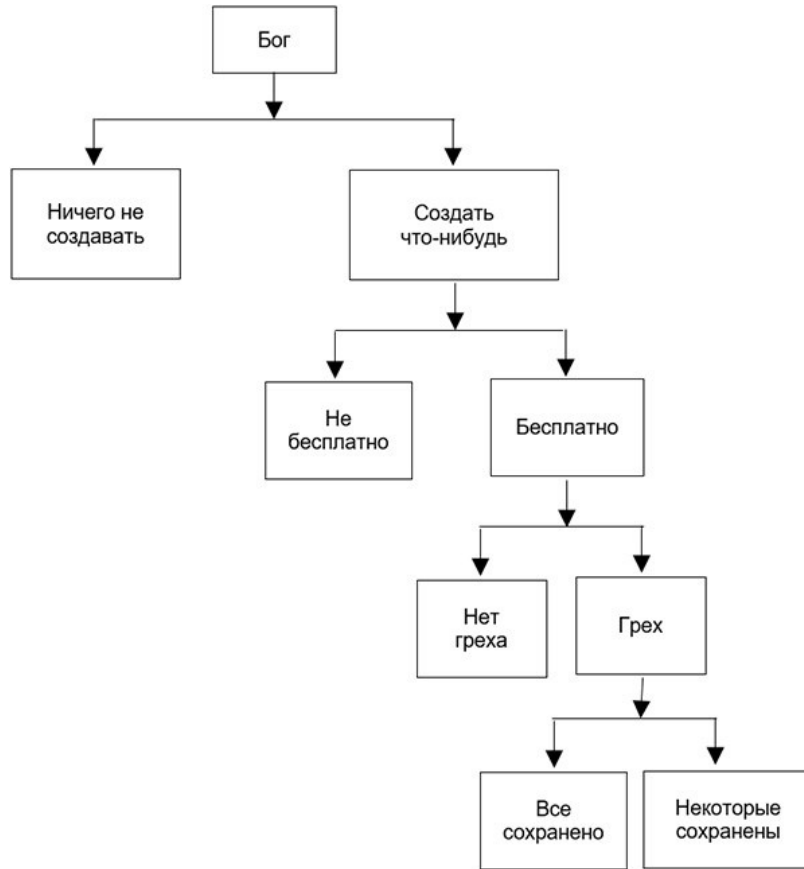 Бог
Ничего не
создавать
Создать
что-нибудь
Не
бесплатно
Бесплатно
Нет
греха
Грех
Все
сохранено
Некоторые
сохранены